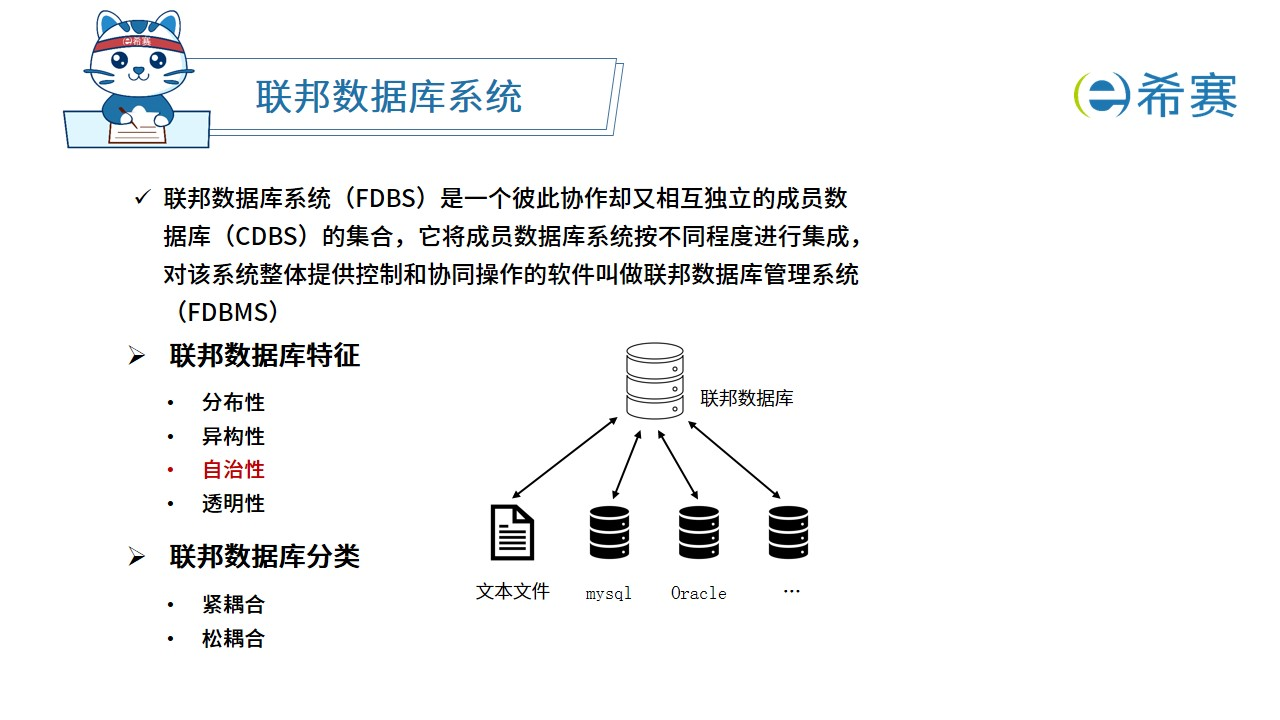 希赛
联邦数据库系统
希赛
联邦数据库系统（FDBS）是一个彼此协作却又相互独立的成员数
据库（CDBS）的集合，它将成员数据库系统按不同程度进行集成，
对该系统整体提供控制和协同操作的软件叫做联邦数据库管理系统
（FDBMS）
联邦数据库特征
分布性
异构性
自治性
透明性
联邦数据库分类
紧耦合
松耦合
联邦数据库
文本文件 mysql Oracle …